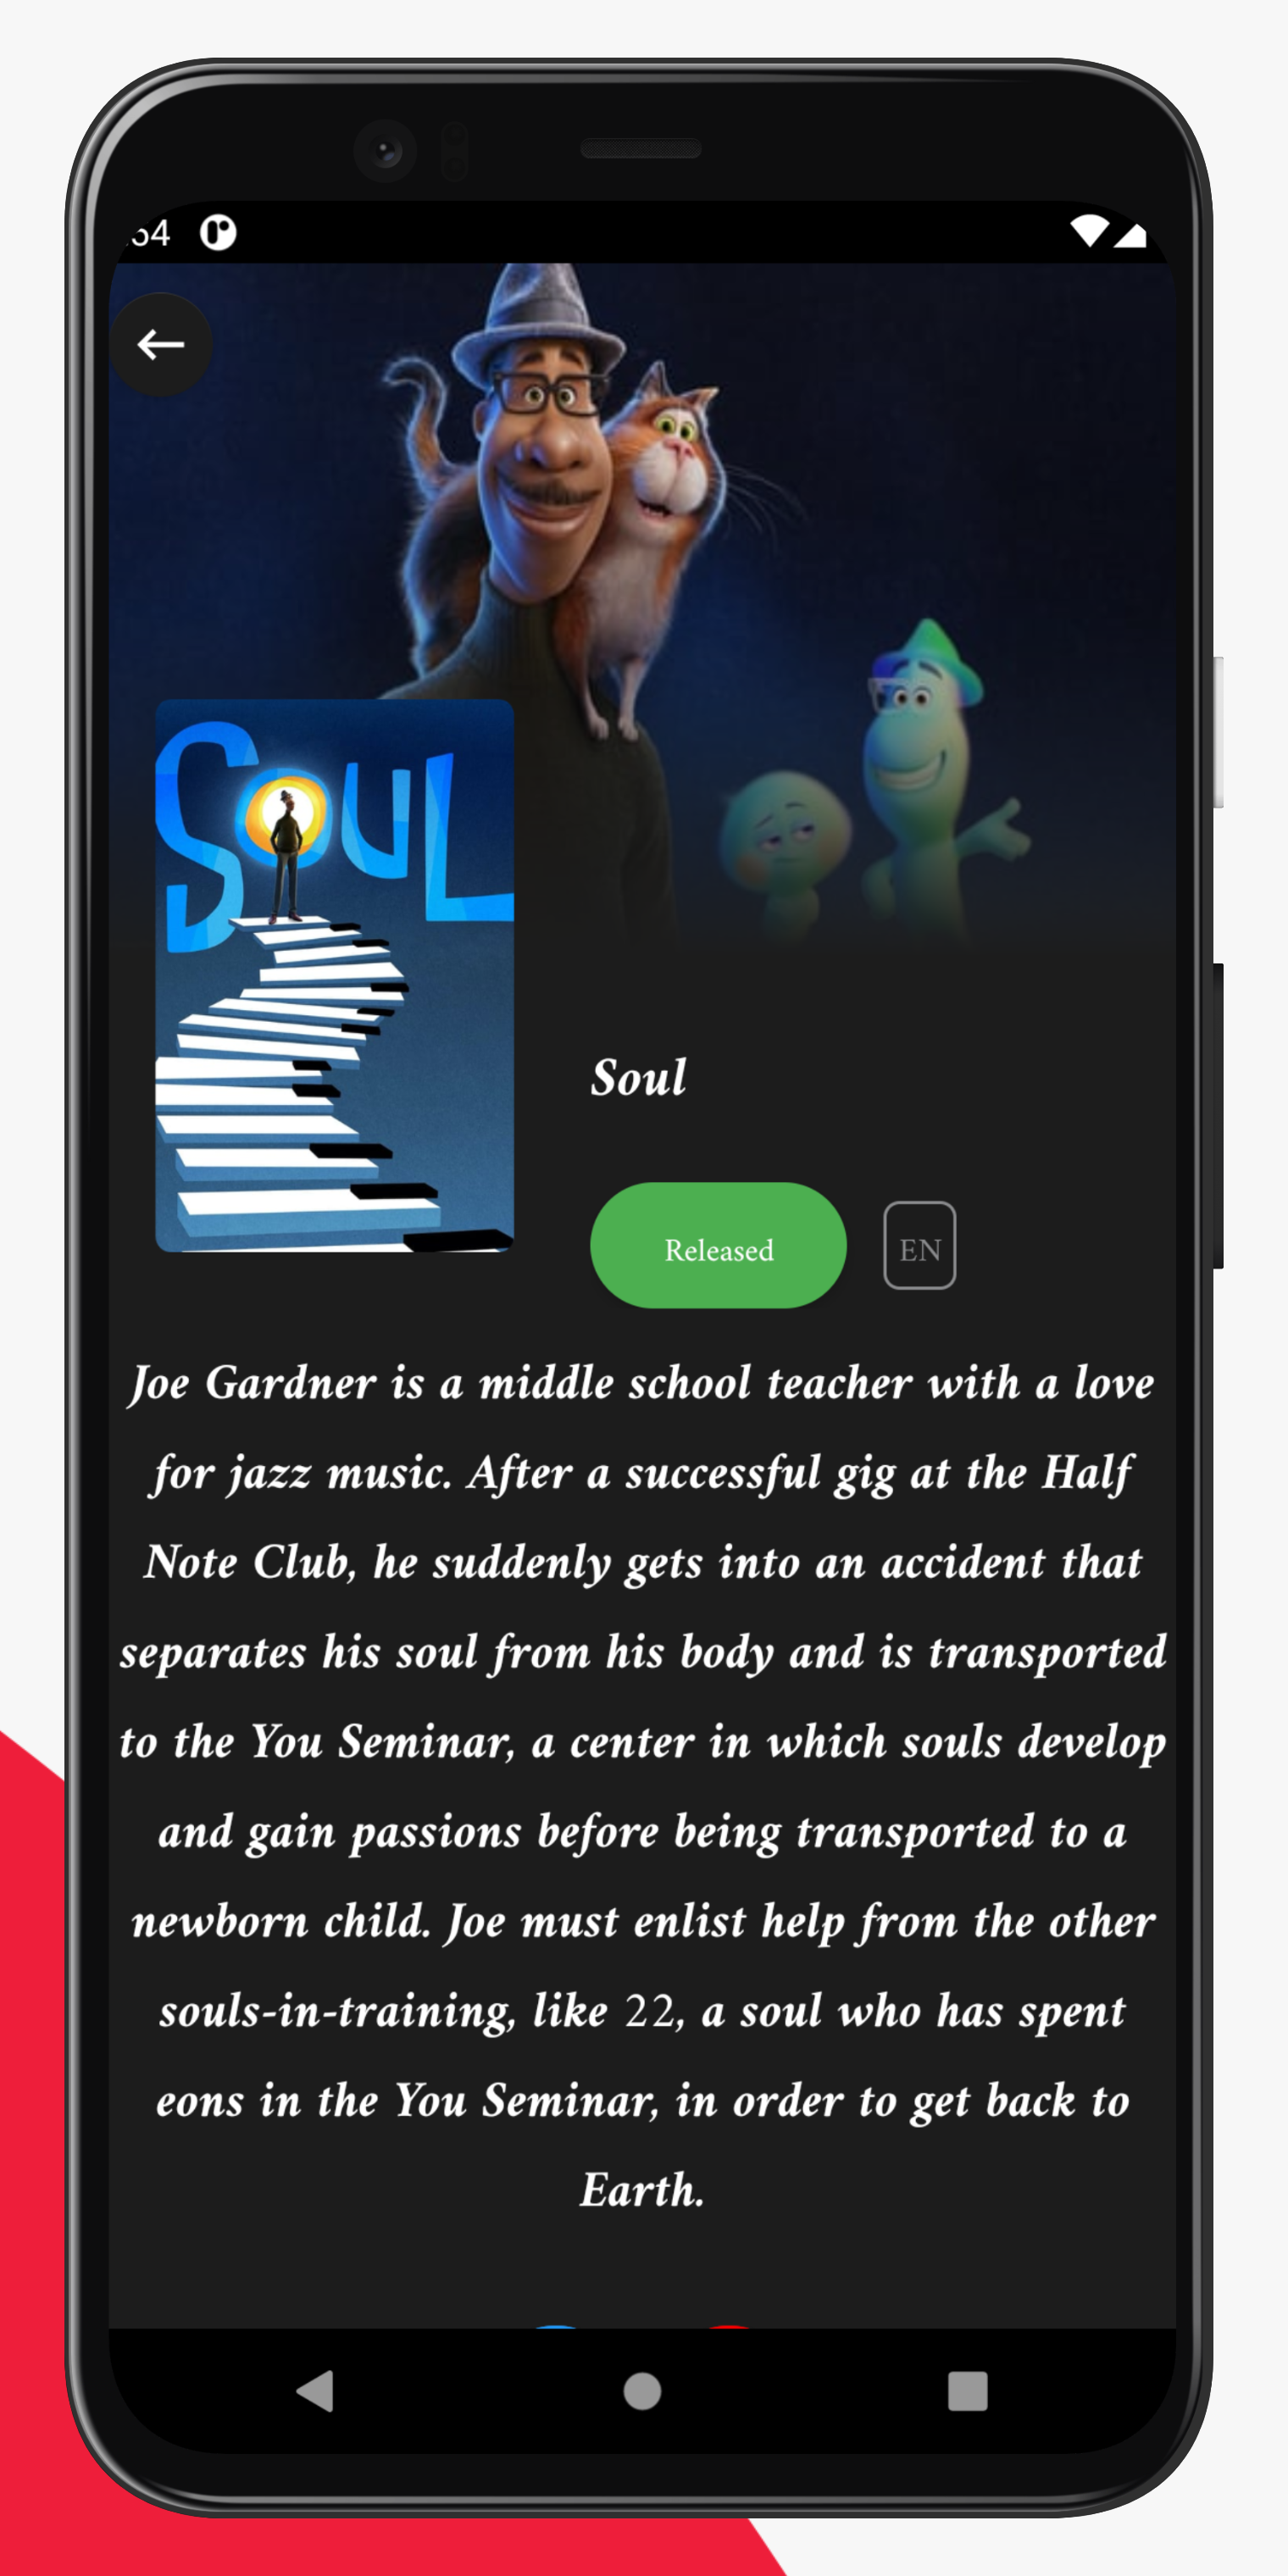 54
SOUL
Soul
Released
EN
Joe Gardner is a middle school teacher with a love
for jazz music. After a successful gig at the Half
Note Club, he suddenly gets into an accident that
separates his soul from his body and is transported
to the You Seminar, a center in which souls develop
and gain passions before being transported to a
newborn child. Joe must enlist help from the other
souls-in-training, like 22, a soul who has spent
eons in the You Seminar, in order to get back to
Earth.